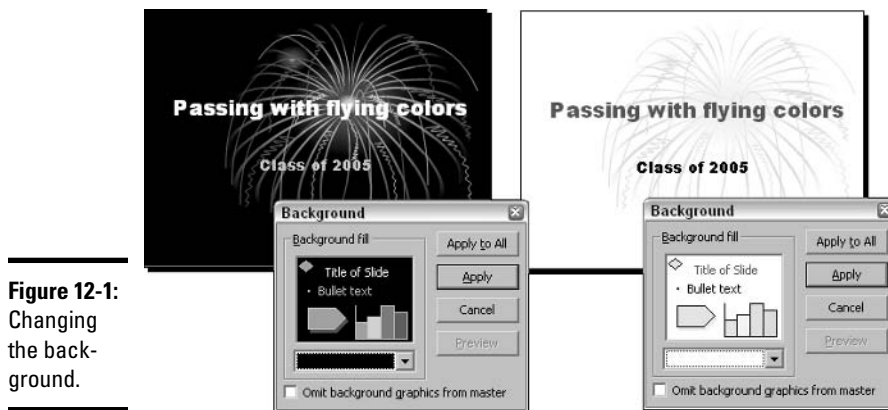 Passing with flying colors
Class of 2005
Background
Background fill
Title of Slide
• Bullet text
Apply to All
Apply
Cancel
Preview
Omit background graphics from master
Passing with flying colors
Class of 2005
Background
Background fill
Title of Slide
• Bullet text
Apply to All
Apply
Cancel
Preview
Omit background graphics from master
Figure 12-1:
Changing
the back-
ground.